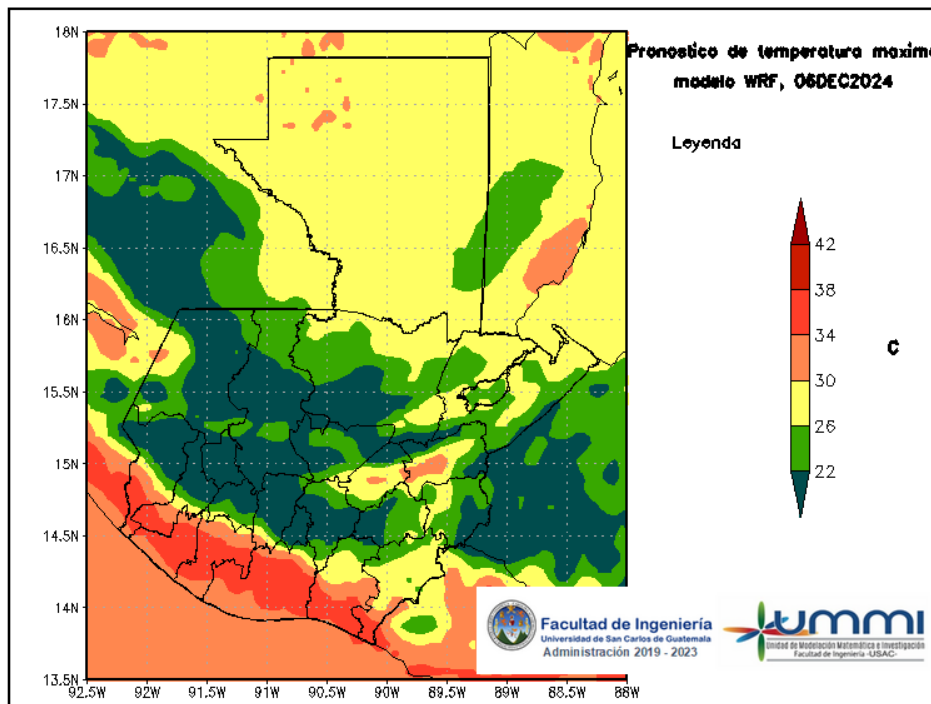 18N
17.5N
17N
16.5N
16N
15.5N
15N
14.5N
14N
13.5N
92.5W
92W
91.5W
91W
90.5W
90W
89.5W
89W
88.5W
88W
Pronostico de temperatura maxim
modelo WRF, 06DEC2024
Leyenda
42
38
34
30
26
22
C
Facultad de Ingeniería
Universidad de San Carlos de Guatemala
Administración 2019 - 2023
ummi
Unidad de Modelación Matemática e Investigación
Facultad de Ingeniería -USAC-